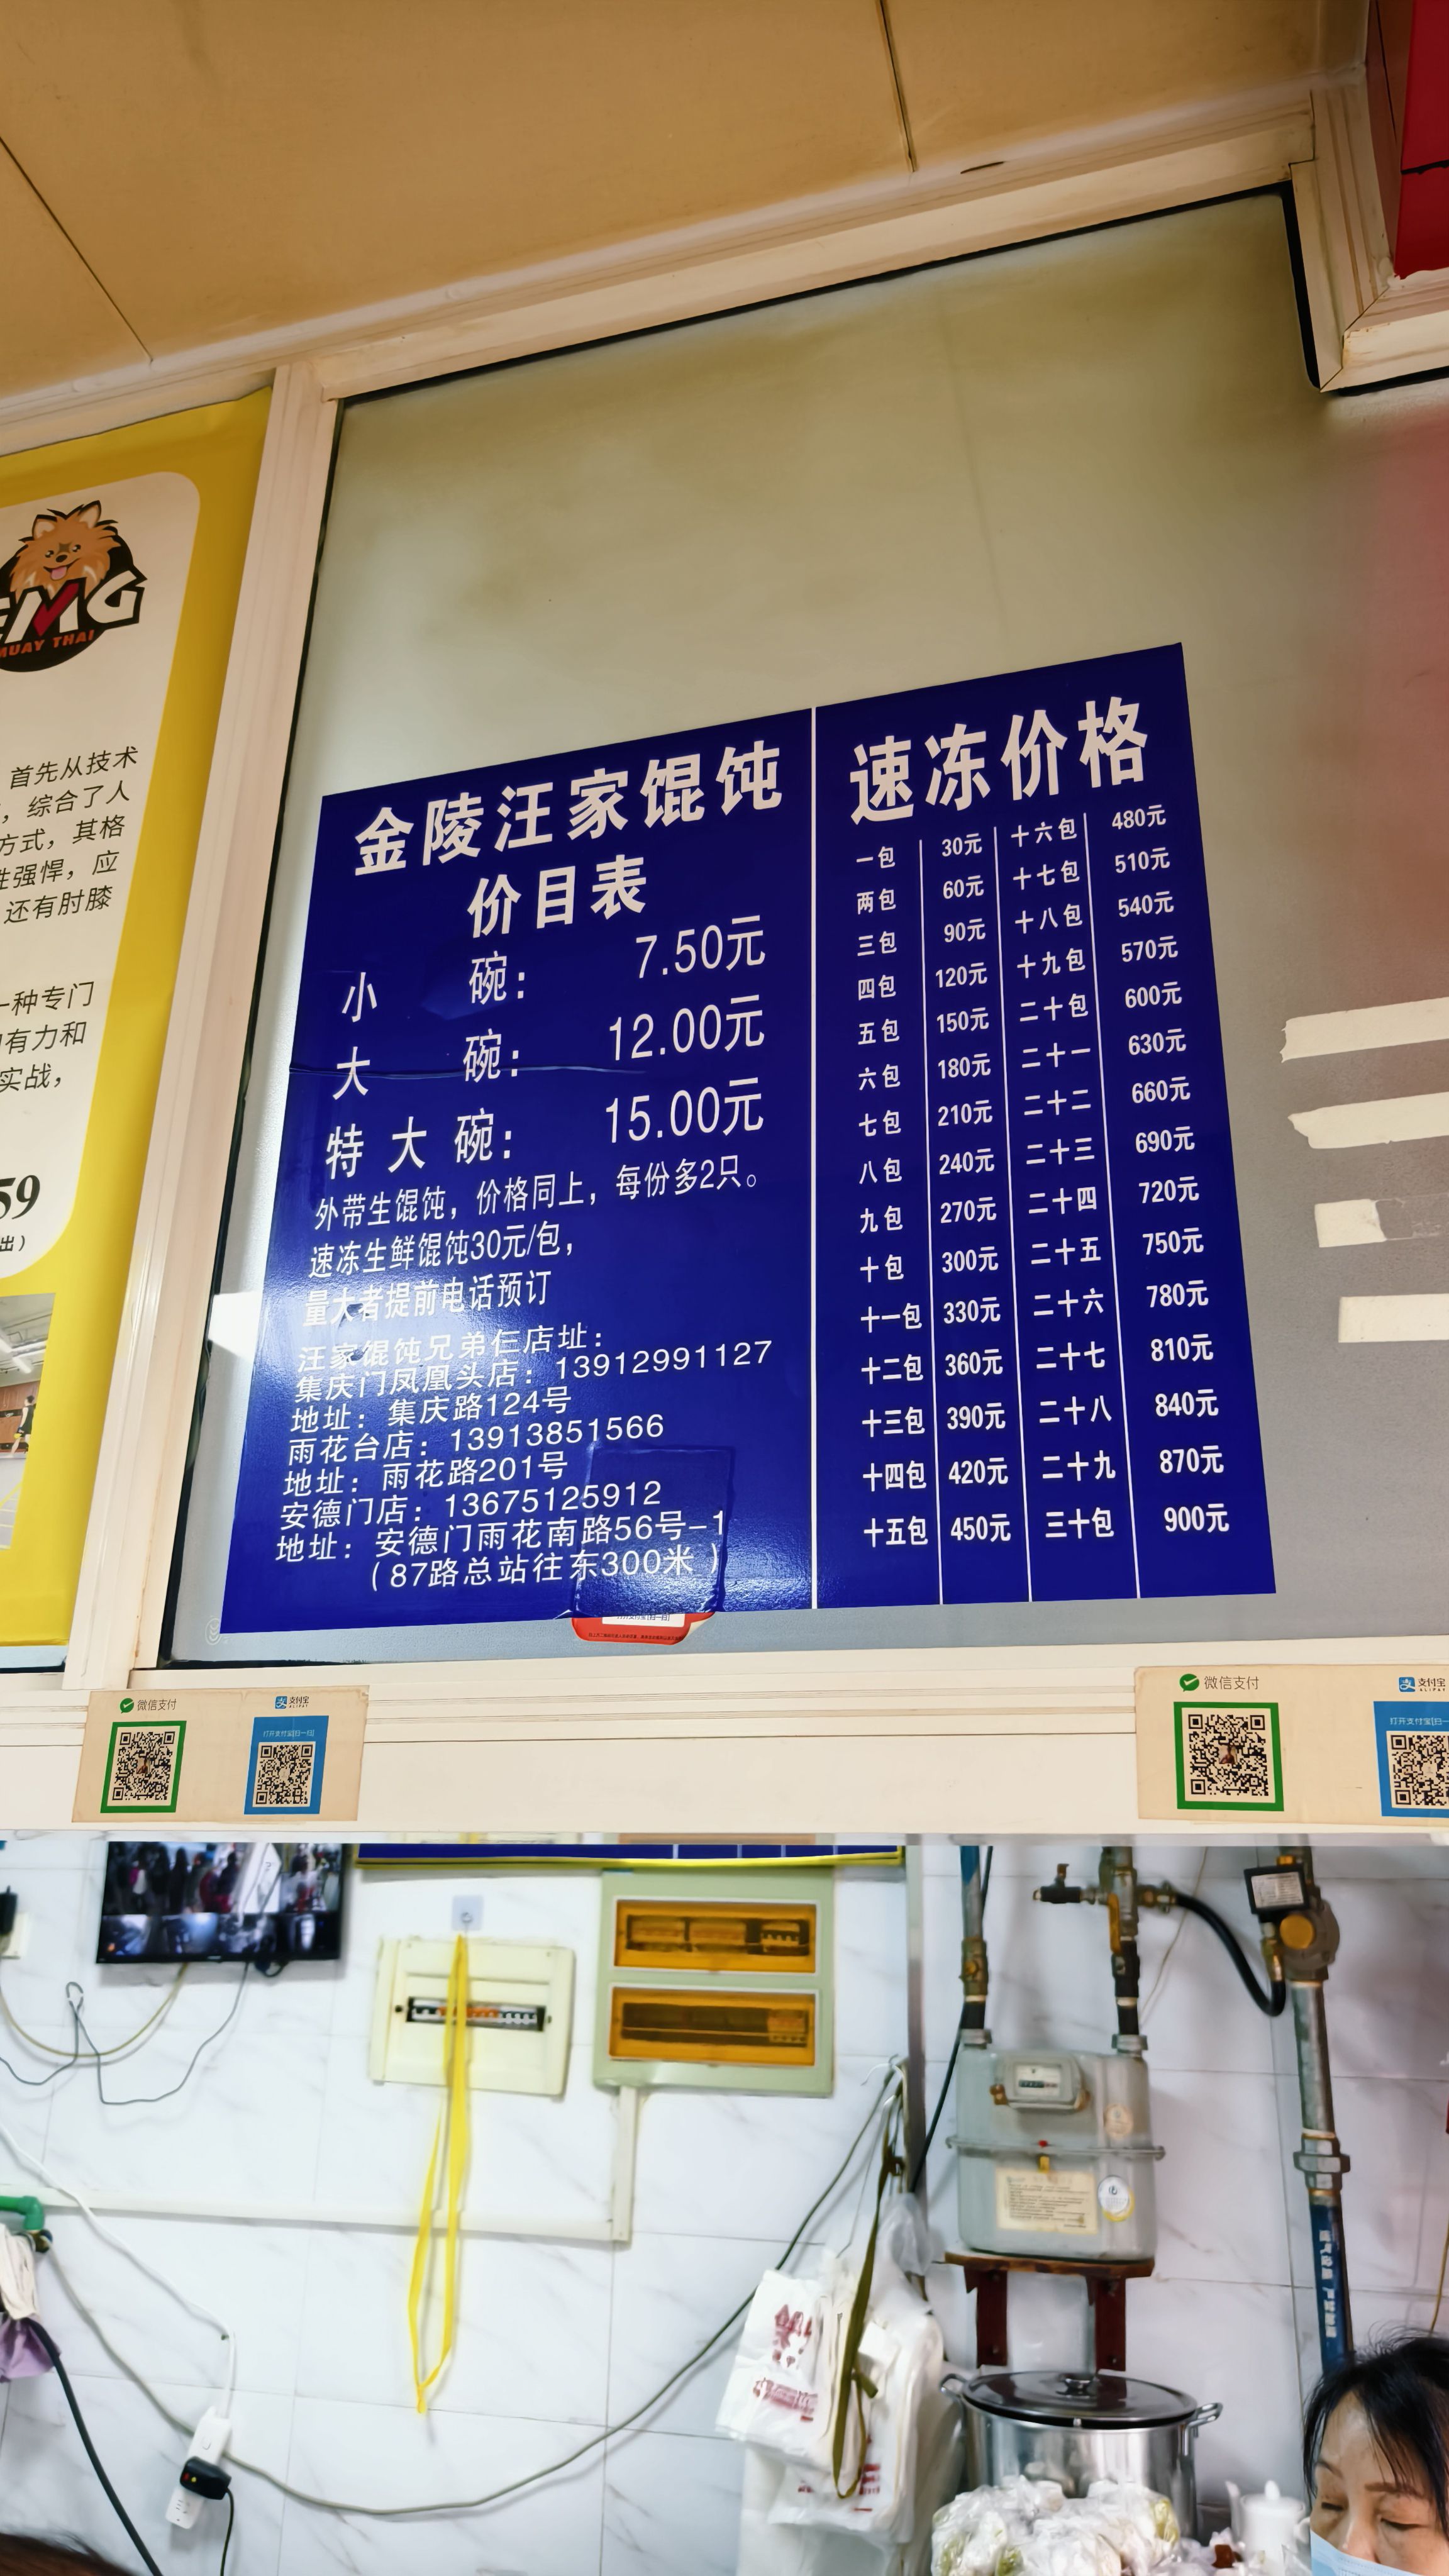 MG
MUAY THAI
首先从技术
，综合了人
方式，其格
性强悍，应
还有肘膝
一种专门
有力和
实战，
59
出）
金陵汪家馄饨
价目表
小碗： 7.50元
大碗： 12.00元
特大碗： 15.00元
外带生馄饨，价格同上，每份多2只。
速冻生鲜馄饨30元/包，
量大者提前电话预订
汪家馄饨兄弟仨店址：
集庆门凤凰头店：13912991127
地址：集庆路124号
雨花台店：13913851566
地址：雨花路201号
安德门店：13675125912
地址：安德门雨花南路56号-1
（87路总站往东300米）
速冻价格
一包 30元 十六包 480元
两包 60元 十七包 510元
三包 90元 十八包 540元
四包 120元 十九包 570元
五包 150元 二十包 600元
六包 180元 二十一 630元
七包 210元 二十二 660元
八包 240元 二十三 690元
九包 270元 二十四 720元
十包 300元 二十五 750元
十一包 330元 二十六 780元
十二包 360元 二十七 810元
十三包 390元 二十八 840元
十四包 420元 二十九 870元
十五包 450元 三十包 900元
微信支付
支付宝
打开支付宝[扫一扫]
微信支付
支付宝
打开支付宝[扫一